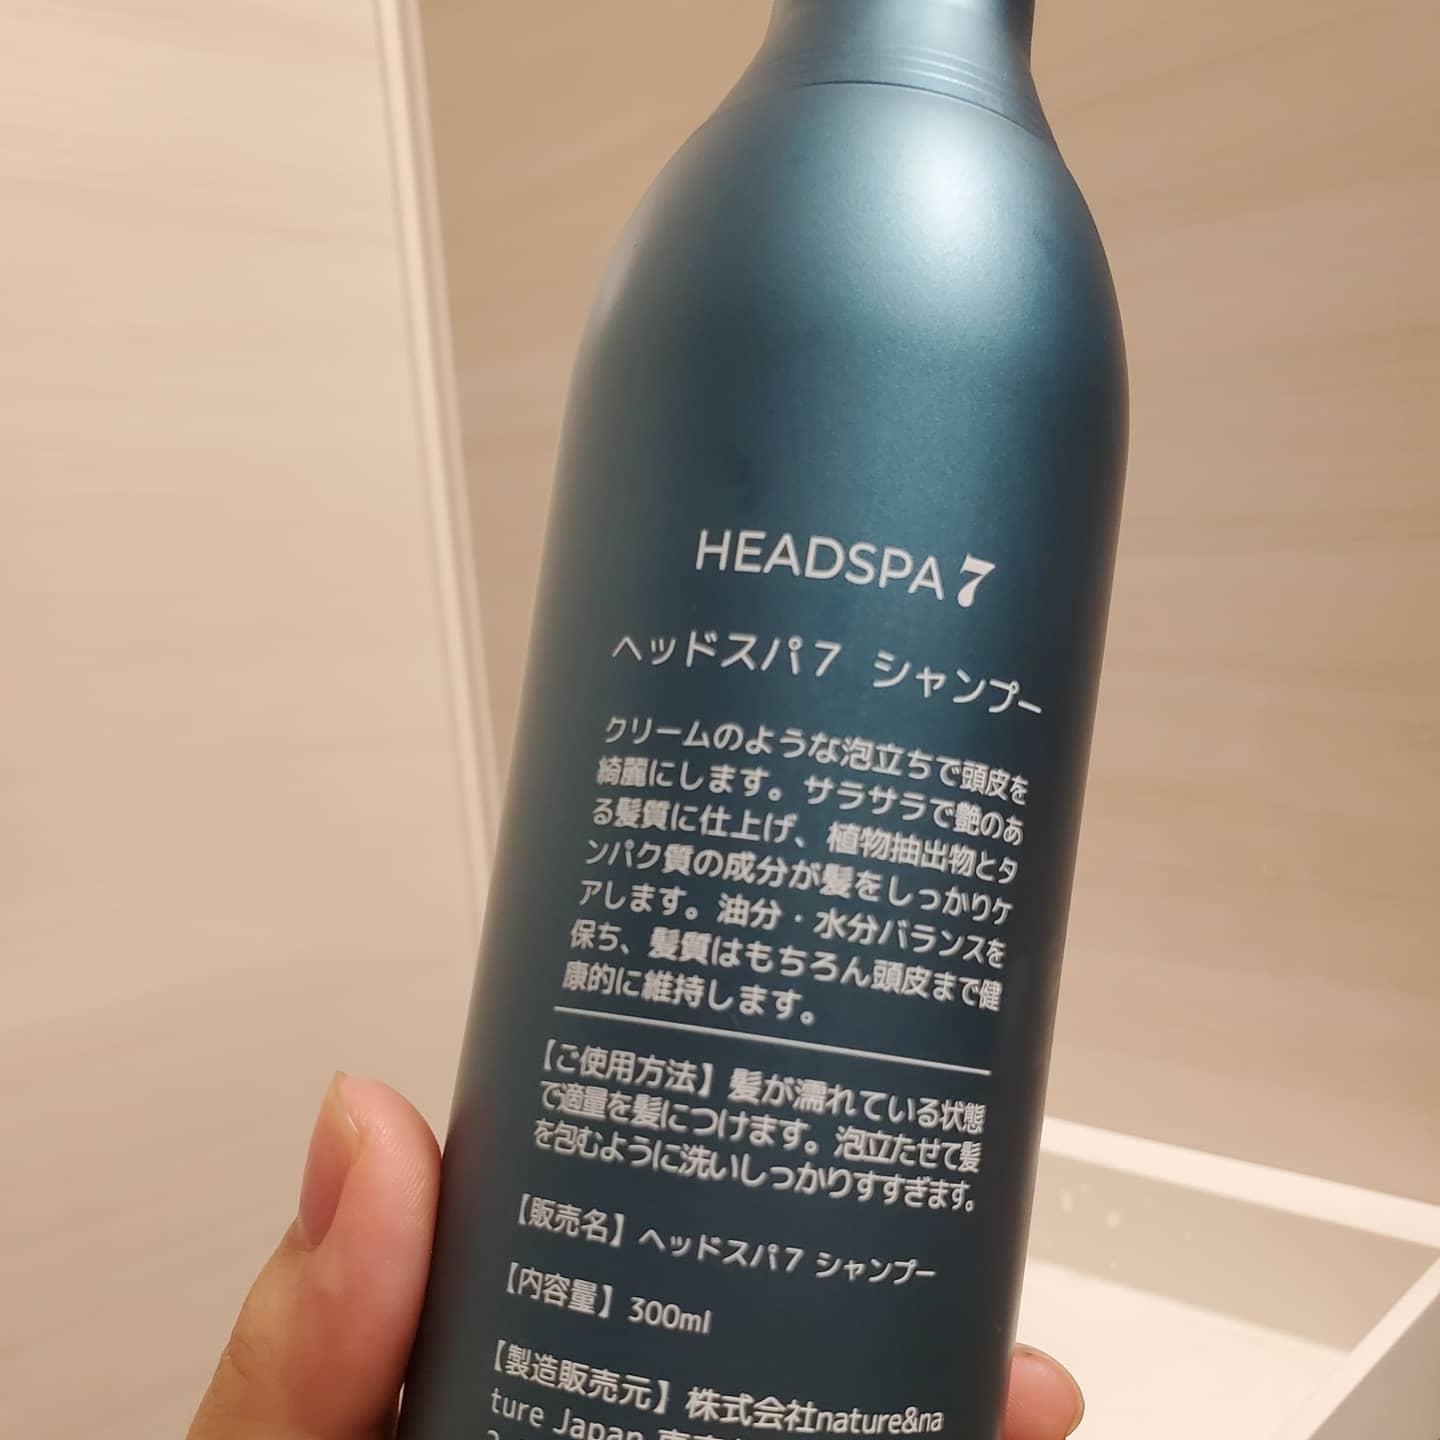 HEADSPA7
ヘッドスパ7 シャンプー
クリームのような泡立ちで頭皮を
綺麗にします。サラサラで艶のあ
る髪質に仕上げ、植物抽出物とタ
ンパク質の成分が髪をしっかりケ
アします。油分・水分バランスを
保ち、髪質はもちろん頭皮まで健
康的に維持します。
【ご使用方法】髪が濡れている状態
で適量を髪につけます。泡立たせて髪
を包むように洗いしっかりすすぎます。
【販売名】ヘッドスパ7 シャンプー
【内容量】300ml
【製造販売元】株式会社nature&na
ture Japan